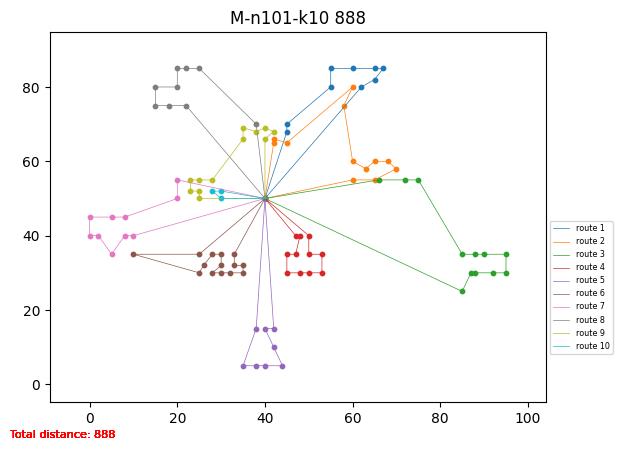 M-n101-k10 888
80
60
40
20
0
0 20 40 60 80 100
route 1
route 2
route 3
route 4
route 5
route 6
route 7
route 8
route 9
route 10
Total distance: 888